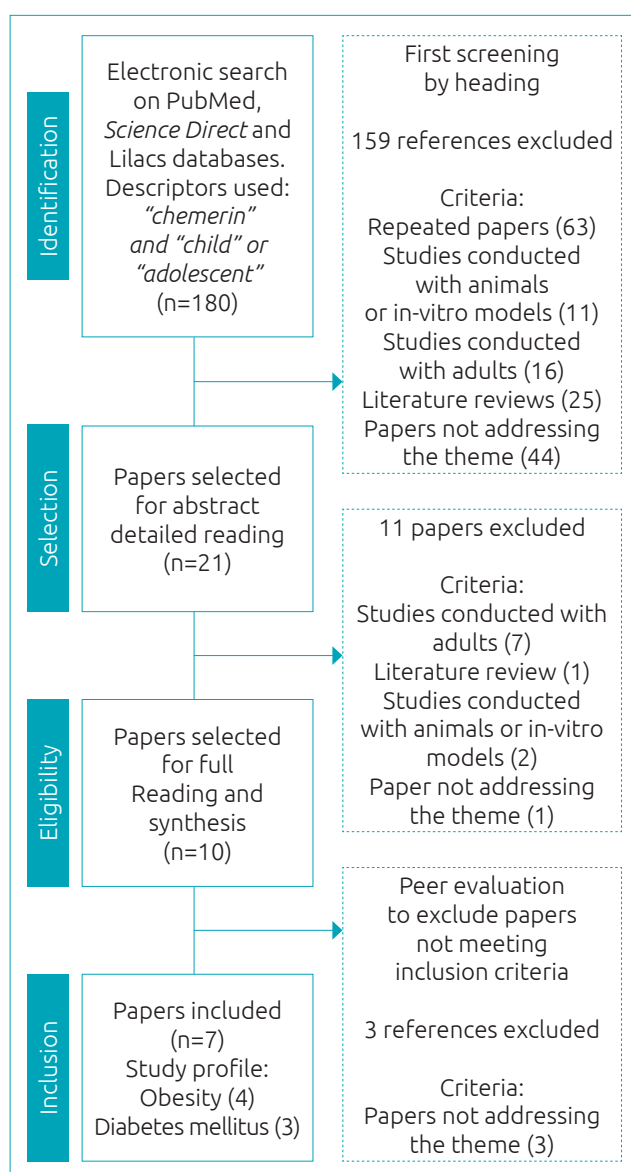 Identification
Electronic search
on PubMed,
Science Direct and
Lilacs databases.
Descriptors used:
“chemerin”
and “child” or
“adolescent”
(n=180)
First screening
by heading
159 references excluded
Criteria:
Repeated papers (63)
Studies conducted
with animals
or in-vitro models (11)
Studies conducted
with adults (16)
Literature reviews (25)
Papers not addressing
the theme (44)
Selection
Papers selected
for abstract
detailed reading
(n=21)
11 papers excluded
Criteria:
Studies conducted with
adults (7)
Literature review (1)
Studies conducted
with animals or in-vitro
models (2)
Paper not addressing
the theme (1)
Eligibility
Papers selected
for full
Reading and
synthesis
(n=10)
Peer evaluation
to exclude papers
not meeting
inclusion criteria
3 references excluded
Criteria:
Papers not addressing
the theme (3)
Inclusion
Papers included
(n=7)
Study profile:
Obesity (4)
Diabetes mellitus (3)